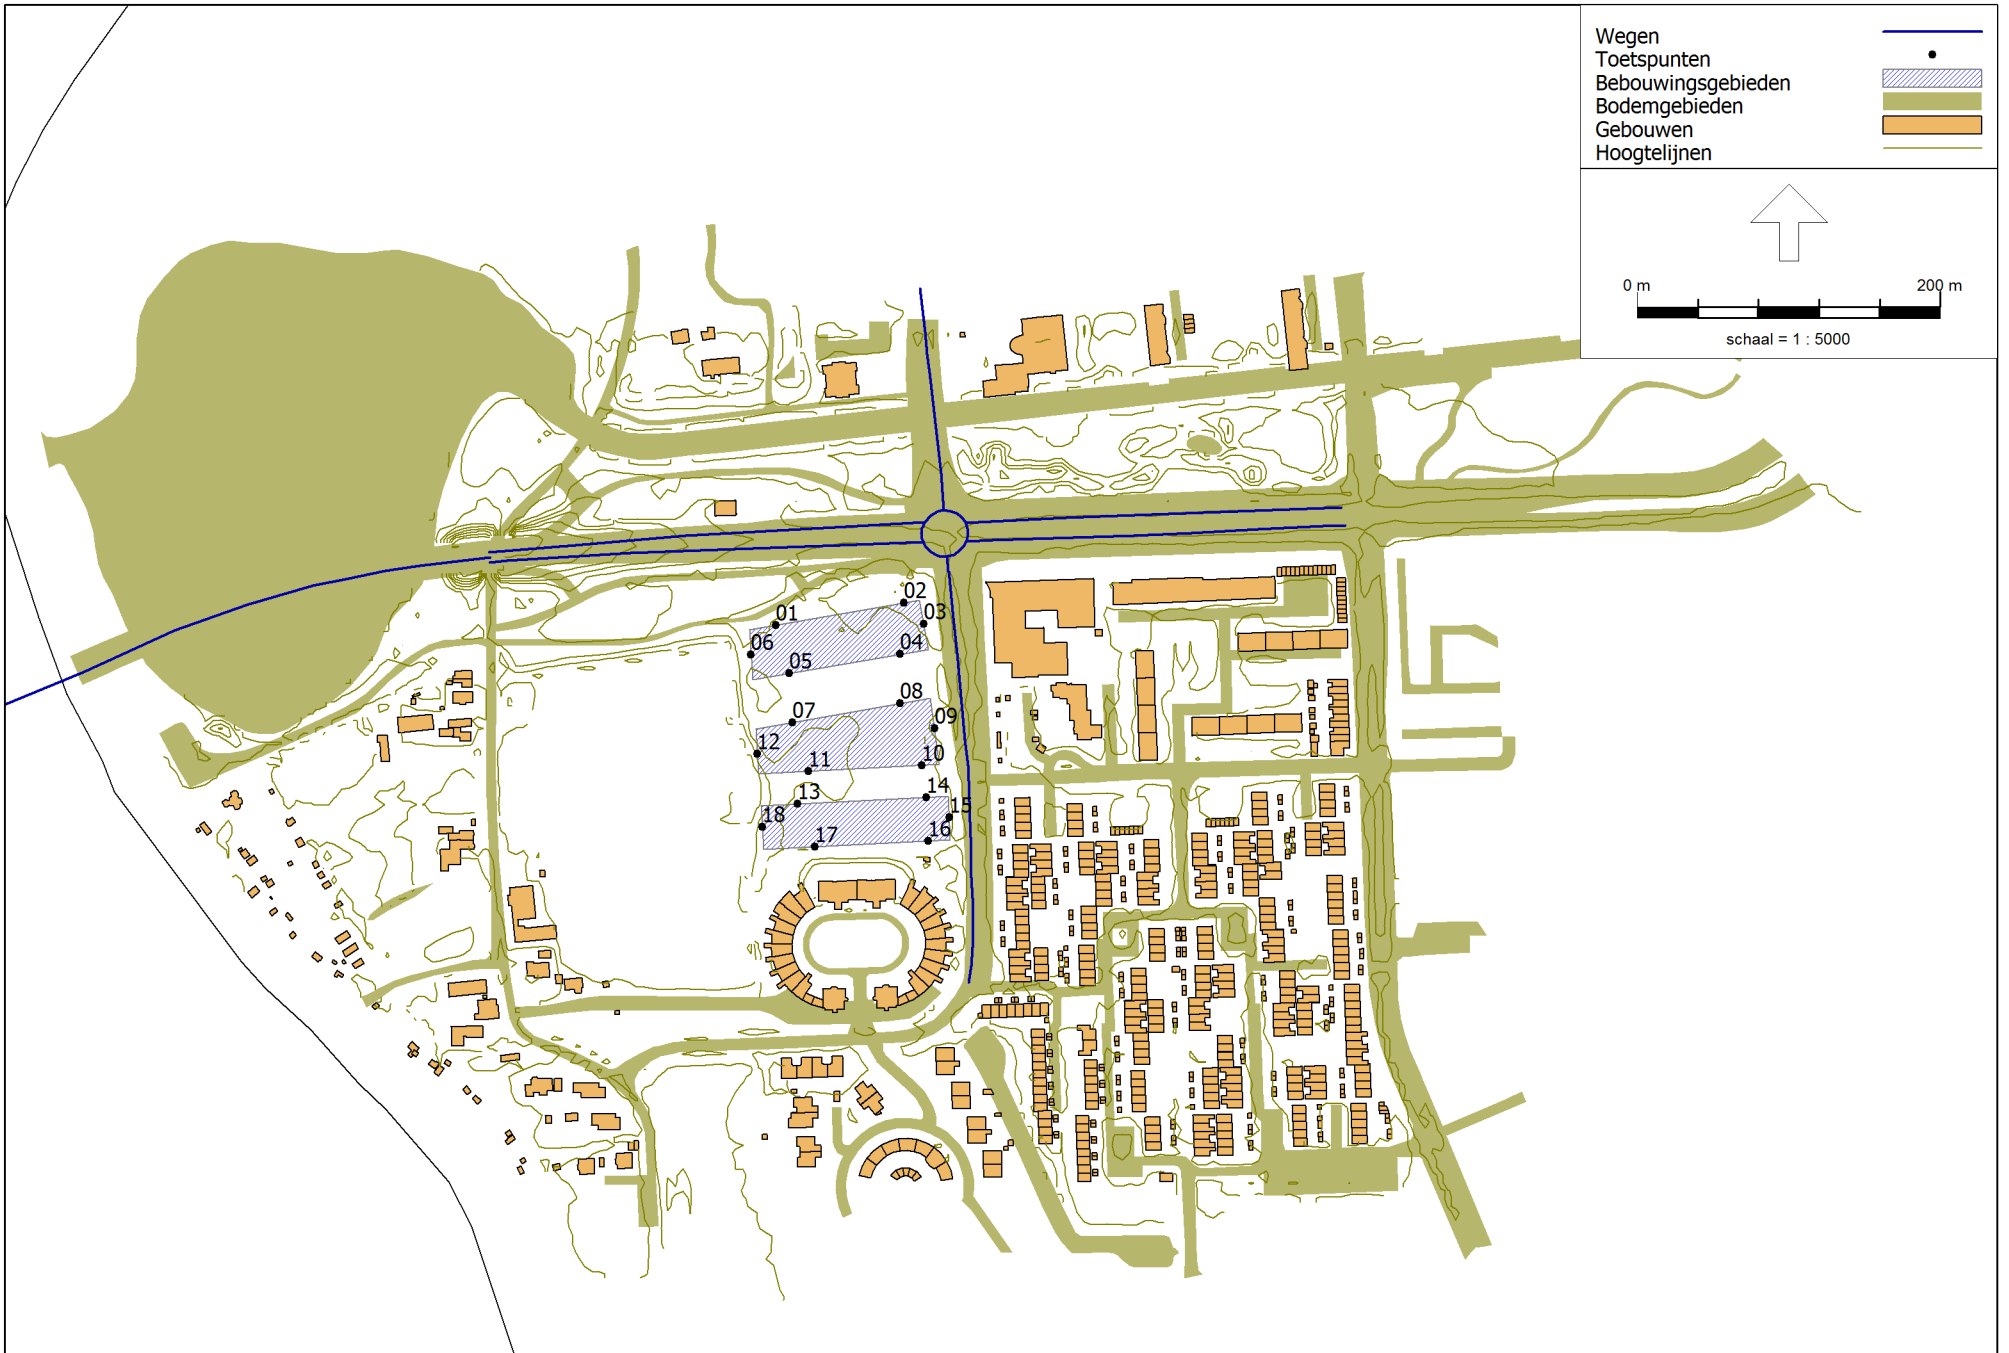 Wegen
Toetspunten
Bebouwingsgebieden
Bodemgebieden
Gebouwen
Hoogtelijnen
0 m 200 m
schaal = 1 : 5000
02
01
03
04
06
05
08
07
09
12
10
11
14
13
15
18
16
17